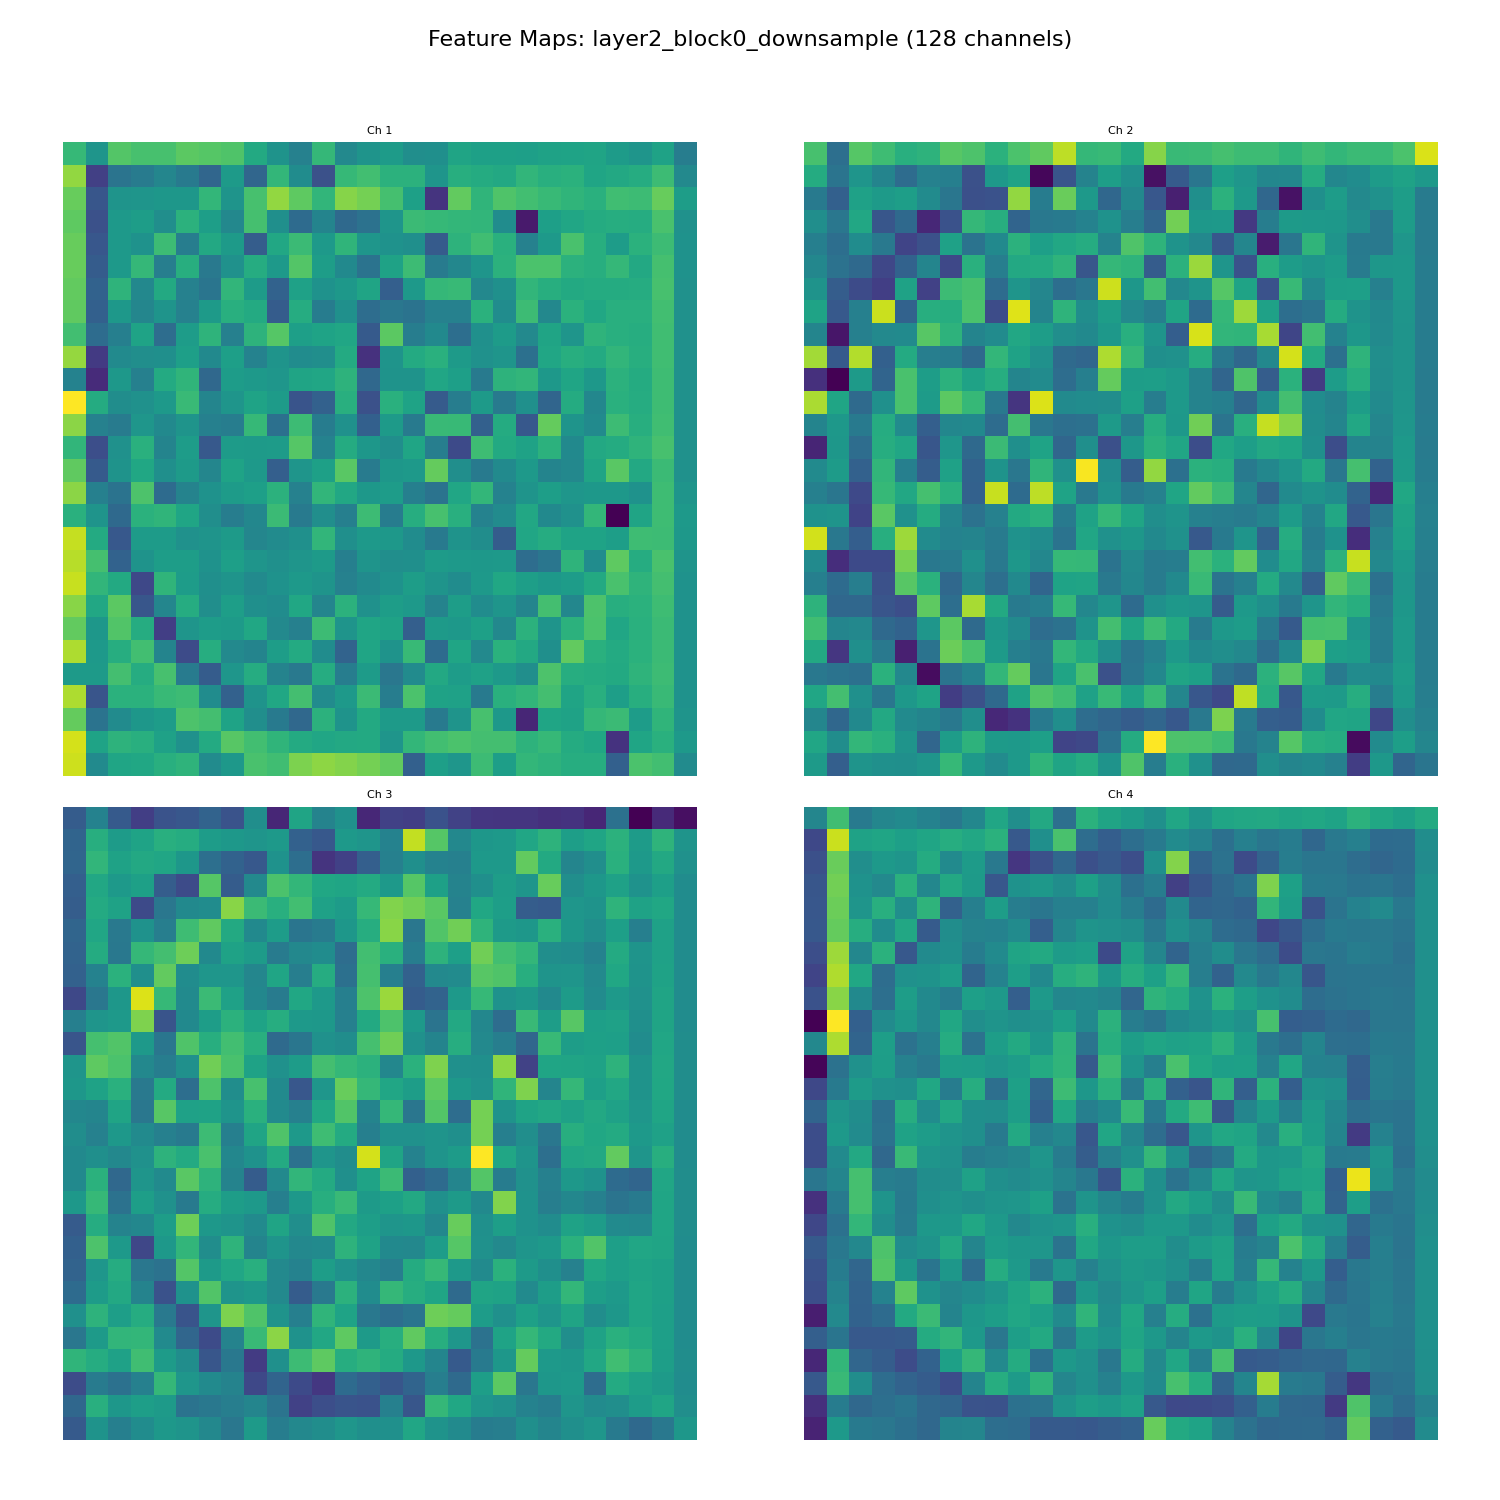 Feature Maps: layer2_block0_downsample (128 channels)
Ch 1
Ch 2
Ch 3
Ch 4